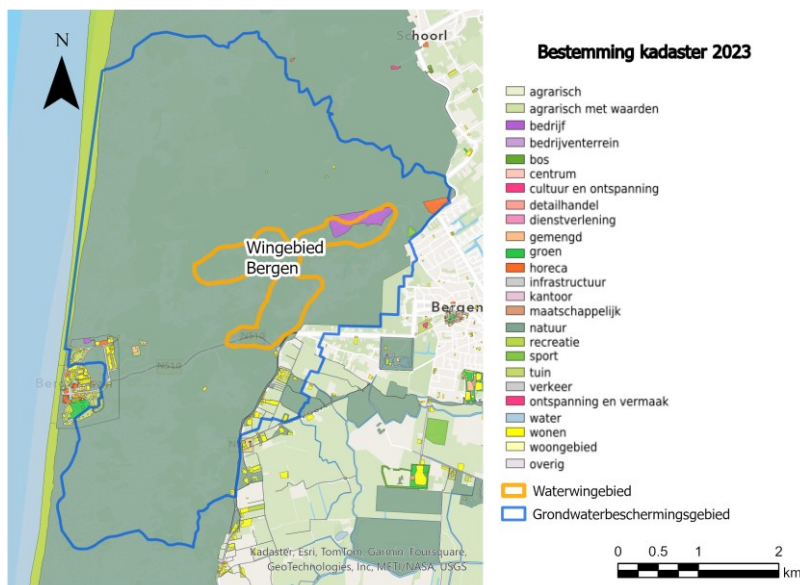 N
Schoorl
Wingebied
Bergen
Bergen
N510
N510
Kadaster, Esri, TomTom, Garmin, Foursquare,
GeoTechnologies, Inc, METI/NASA, USGS
Bestemming kadaster 2023
agrarisch
agrarisch met waarden
bedrijf
bedrijventerrein
bos
centrum
cultuur en ontspanning
detailhandel
dienstverlening
gemengd
groen
horeca
infrastructuur
kantoor
maatschappelijk
natuur
recreatie
sport
tuin
verkeer
ontspanning en vermaak
water
wonen
woongebied
overig
Waterwingebied
Grondwaterbeschermingsgebied
0 0.5 1 2
km